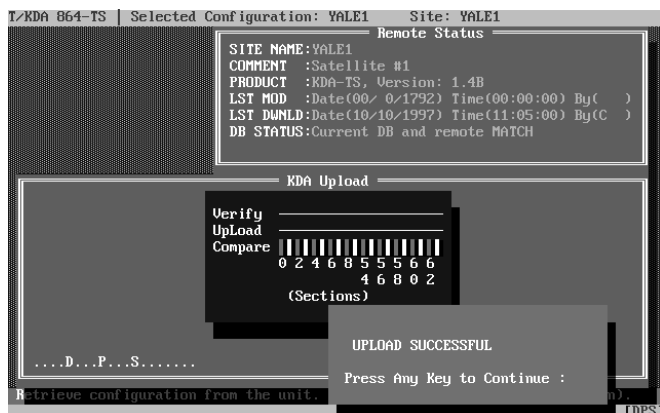 T/KDA 864-TS | Selected Configuration: YALE1 Site: YALE1
Remote Status
SITE NAME:YALE1
COMMENT :Satellite #1
PRODUCT :KDA-TS, Version: 1.4B
LST MOD :Date(00/ 0/1792) Time(00:00:00) By( )
LST DWNLD:Date(10/10/1997) Time(11:05:00) By(C )
DB STATUS:Current DB and remote MATCH
KDA Upload
Verify
UpLoad
Compare
0 2 4 6 8 5 5 5 6 6
4 6 8 0 2
(Sections)
UPLOAD SUCCESSFUL
Press Any Key to Continue :
....D...P...S.......
Retrieve configuration from the unit. n).
[DPS